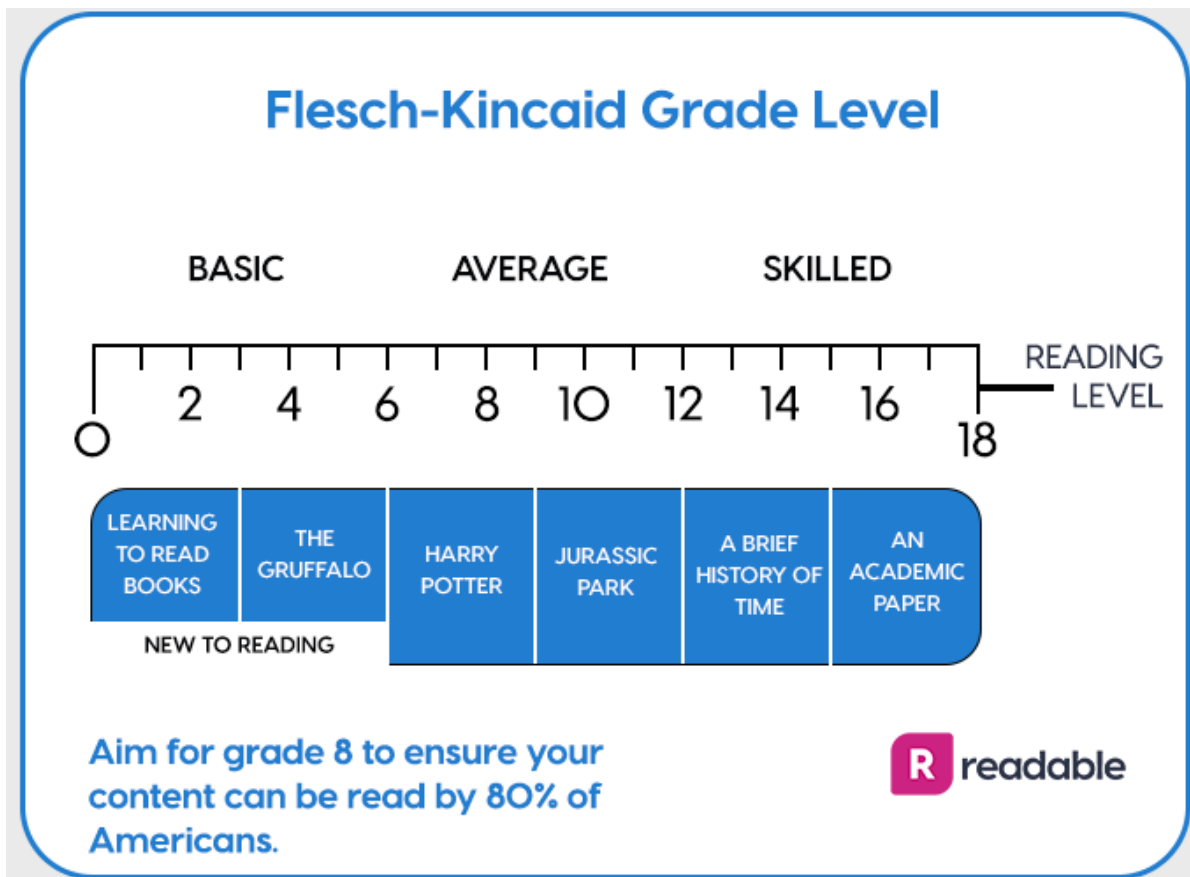 Flesch-Kincaid Grade Level
BASIC AVERAGE SKILLED
READING
LEVEL
2 4 6 8 10 12 14 16
0 18
LEARNING
TO READ
BOOKS
THE
GRUFFALO
HARRY
POTTER
JURASSIC
PARK
A BRIEF
HISTORY OF
TIME
AN
ACADEMIC
PAPER
NEW TO READING
Aim for grade 8 to ensure your
content can be read by 80% of
Americans.
R readable